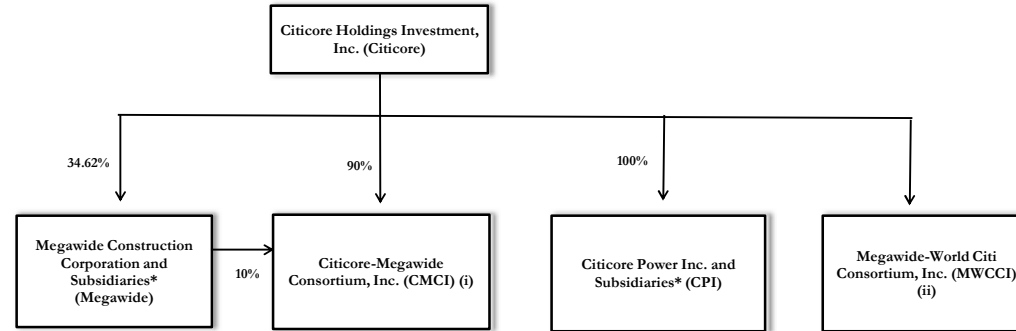 Citicore Holdings Investment,
Inc. (Citicore)
34.62%
90%
100%
Megawide Construction
Corporation and
Subsidiaries*
(Megawide)
10%
Citicore-Megawide
Consortium, Inc. (CMCI) (i)
Citicore Power Inc. and
Subsidiaries* (CPI)
Megawide-World Citi
Consortium, Inc. (MWCCI)
(ii)